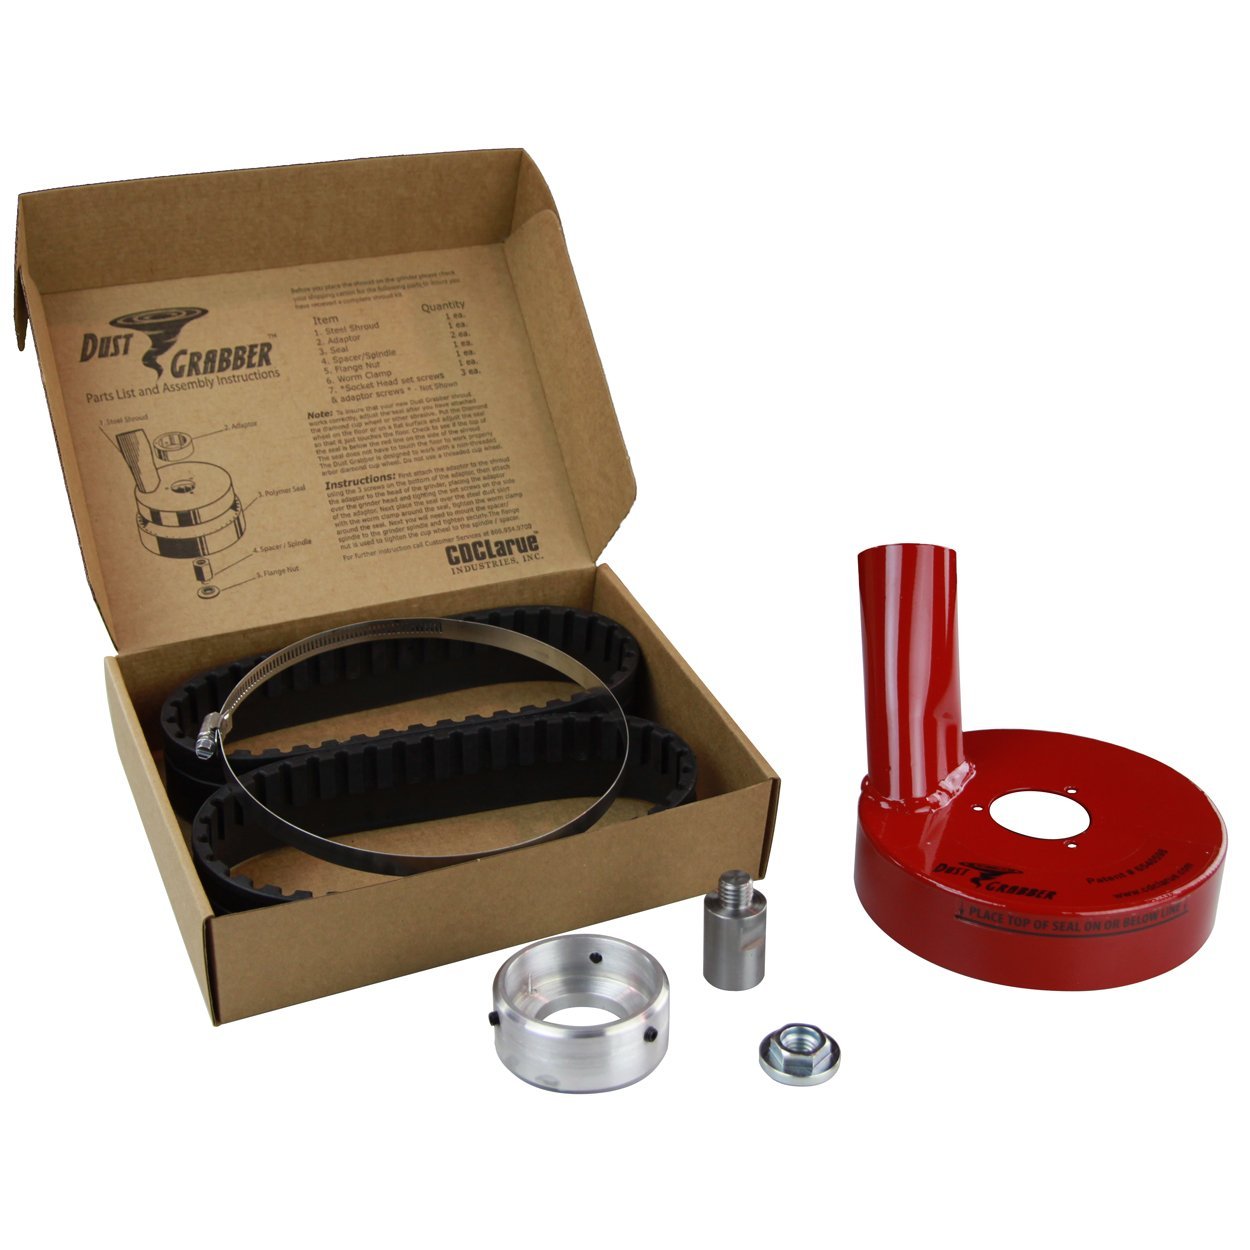 Before you place the shroud on the grinder please check
your shipping carton for the following parts to insure you
have received a complete shroud kit.
Item Quantity
1. Steel Shroud 1 ea.
2. Adaptor 1 ea.
3. Seal 2 ea.
4. Spacer/Spindle 1 ea.
5. Flange Nut 1 ea.
6. Worm Clamp 1 ea.
7. *Socket Head set screws 3 ea.
& adaptor screws * - Not Shown
DUST GRABBER™
Parts List and Assembly Instructions
1. Steel Shroud
2. Adaptor
3. Polymer Seal
4. Spacer / Spindle
5. Flange Nut
Note: To insure that your new Dust Grabber shroud
works correctly, adjust the seal after you have attached
the diamond cup wheel or other abrasive. Put the Diamond
wheel on the floor or on a flat surface and adjust the seal
so that it just touches the floor. Check to see if the top of
the seal is below the red line on the side of the shroud
The seal does not have to touch the floor to work properly
The Dust Grabber is designed to work with a non-threaded
arbor diamond cup wheel. Do not use a threaded cup wheel.
Instructions: First attach the adaptor to the shroud
using the 3 screws on the bottom of the adaptor, then attach
the adaptor to the head of the grinder, placing the adaptor
over the grinder head and tighting the set screws on the side
of the adaptor. Next place the seal over the steel dust skirt
with the worm clamp around the seal, tighten the worm clamp
around the seal. Next you will need to mount the spacer/
spindle to the grinder spindle and tighten securly. The flange
nut is used to tighten the cup wheel to the spindle / spacer.
For further instruction call Customer Services at 866.954.9700
CDCLarue™
INDUSTRIES, INC.
DUST GRABBER
Patent # 6540598
www.cdclarue.com
PLACE TOP OF SEAL ON OR BELOW LINE